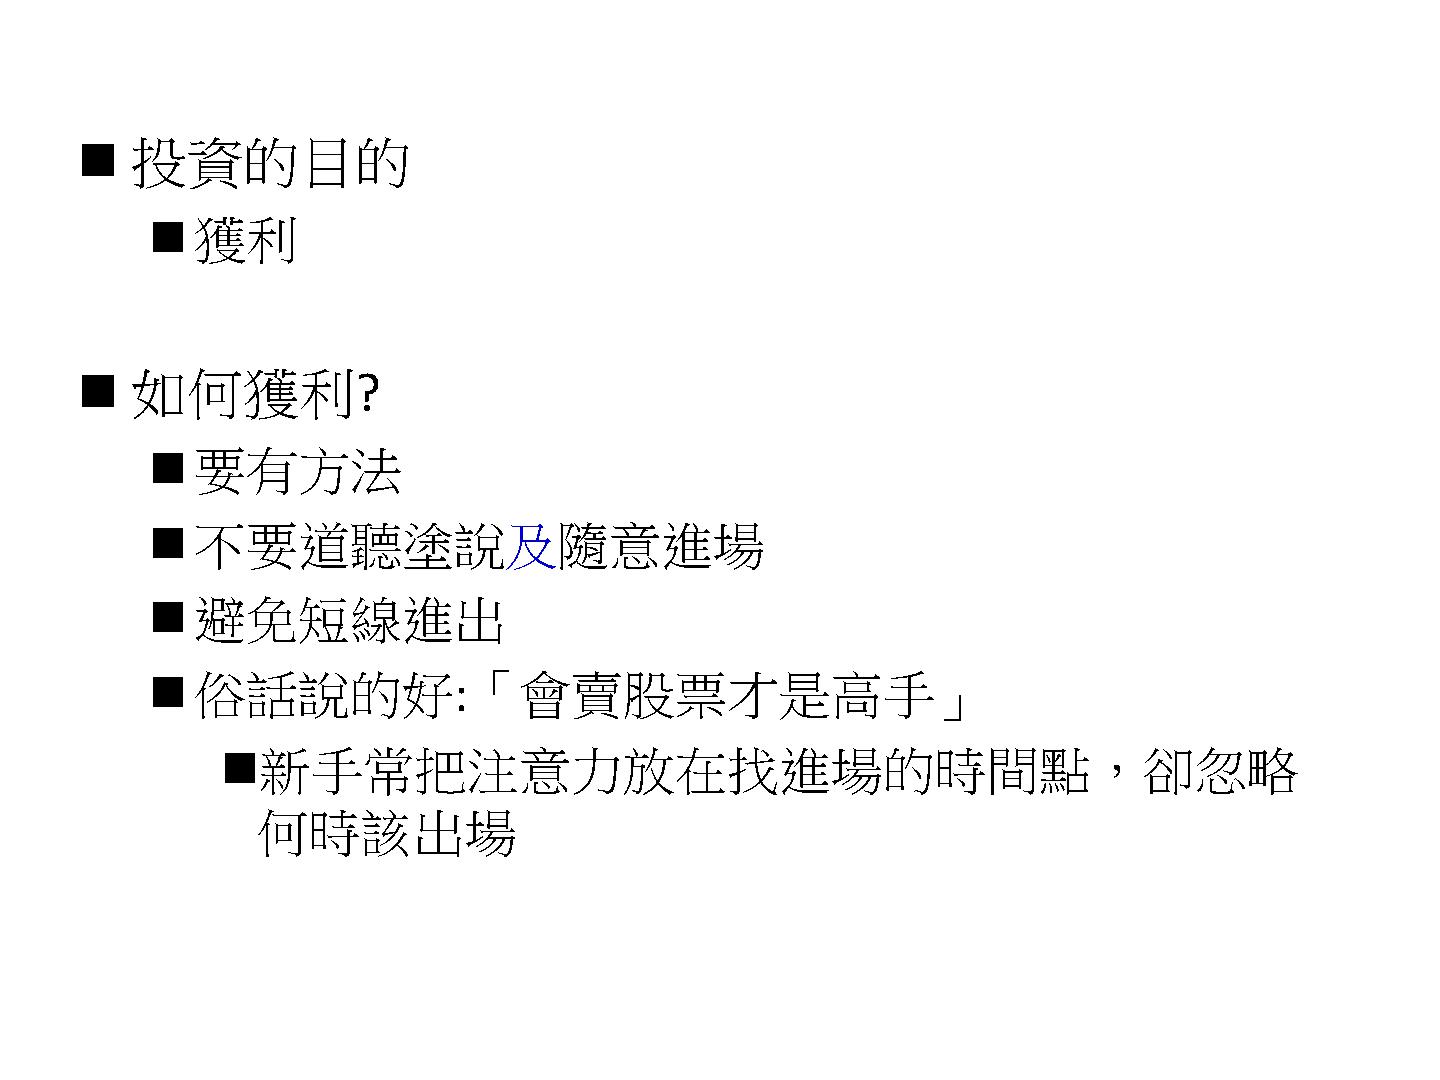 ■ 投資的目的
■ 獲利
■ 如何獲利?
■ 要有方法
■ 不要道聽塗說及隨意進場
■ 避免短線進出
■ 俗話說的好:「會賣股票才是高手」
■新手常把注意力放在找進場的時間點，卻忽略
何時該出場